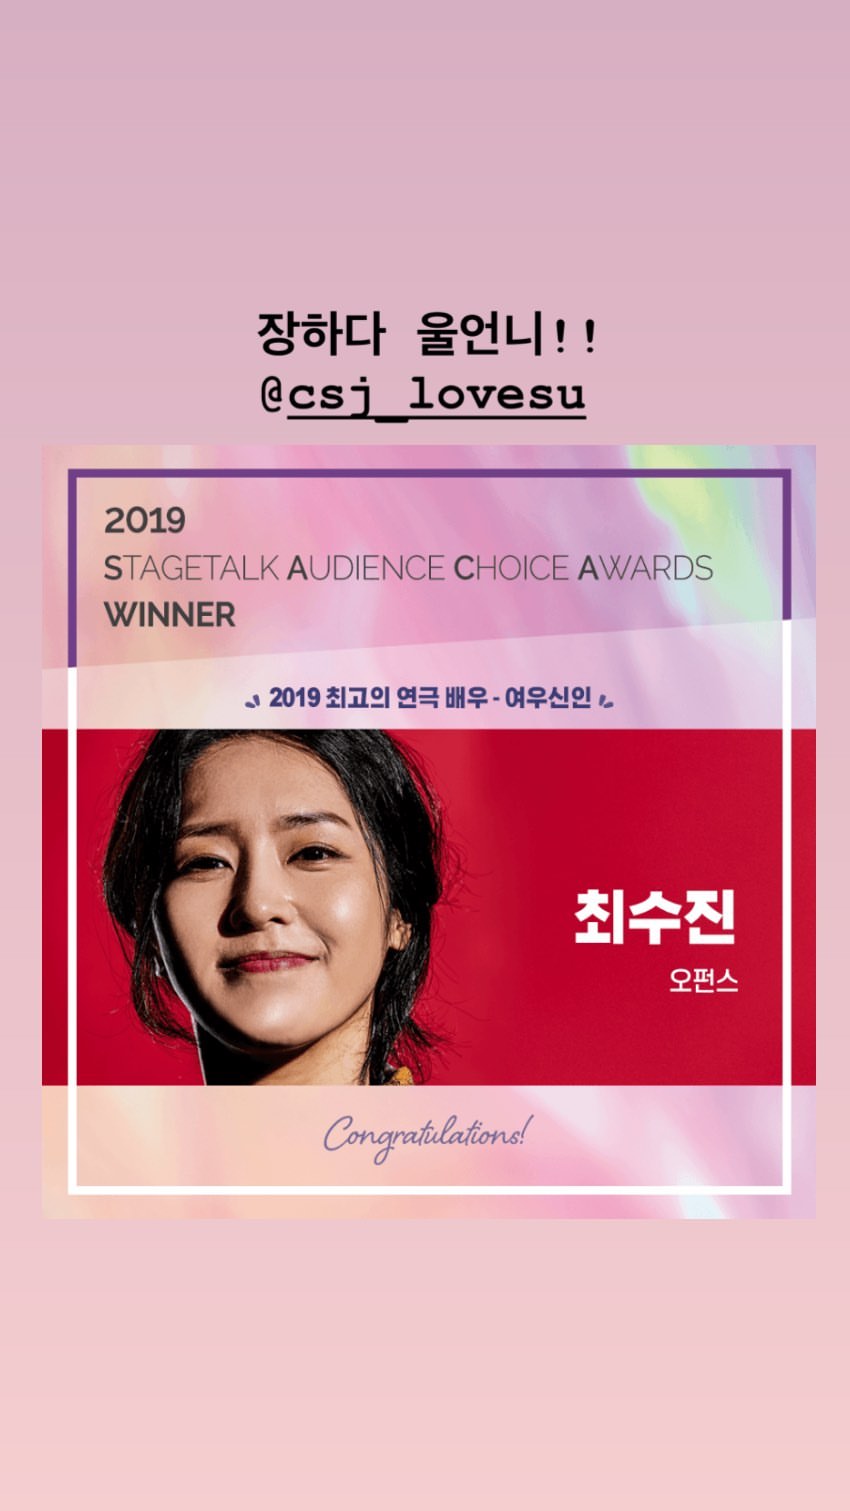 장하다 울언니!!
@csj_lovesu
2019
STAGETALK AUDIENCE CHOICE AWARDS
WINNER
2019 최고의 연극 배우 - 여우신인
최수진
오펀스
Congratulations!